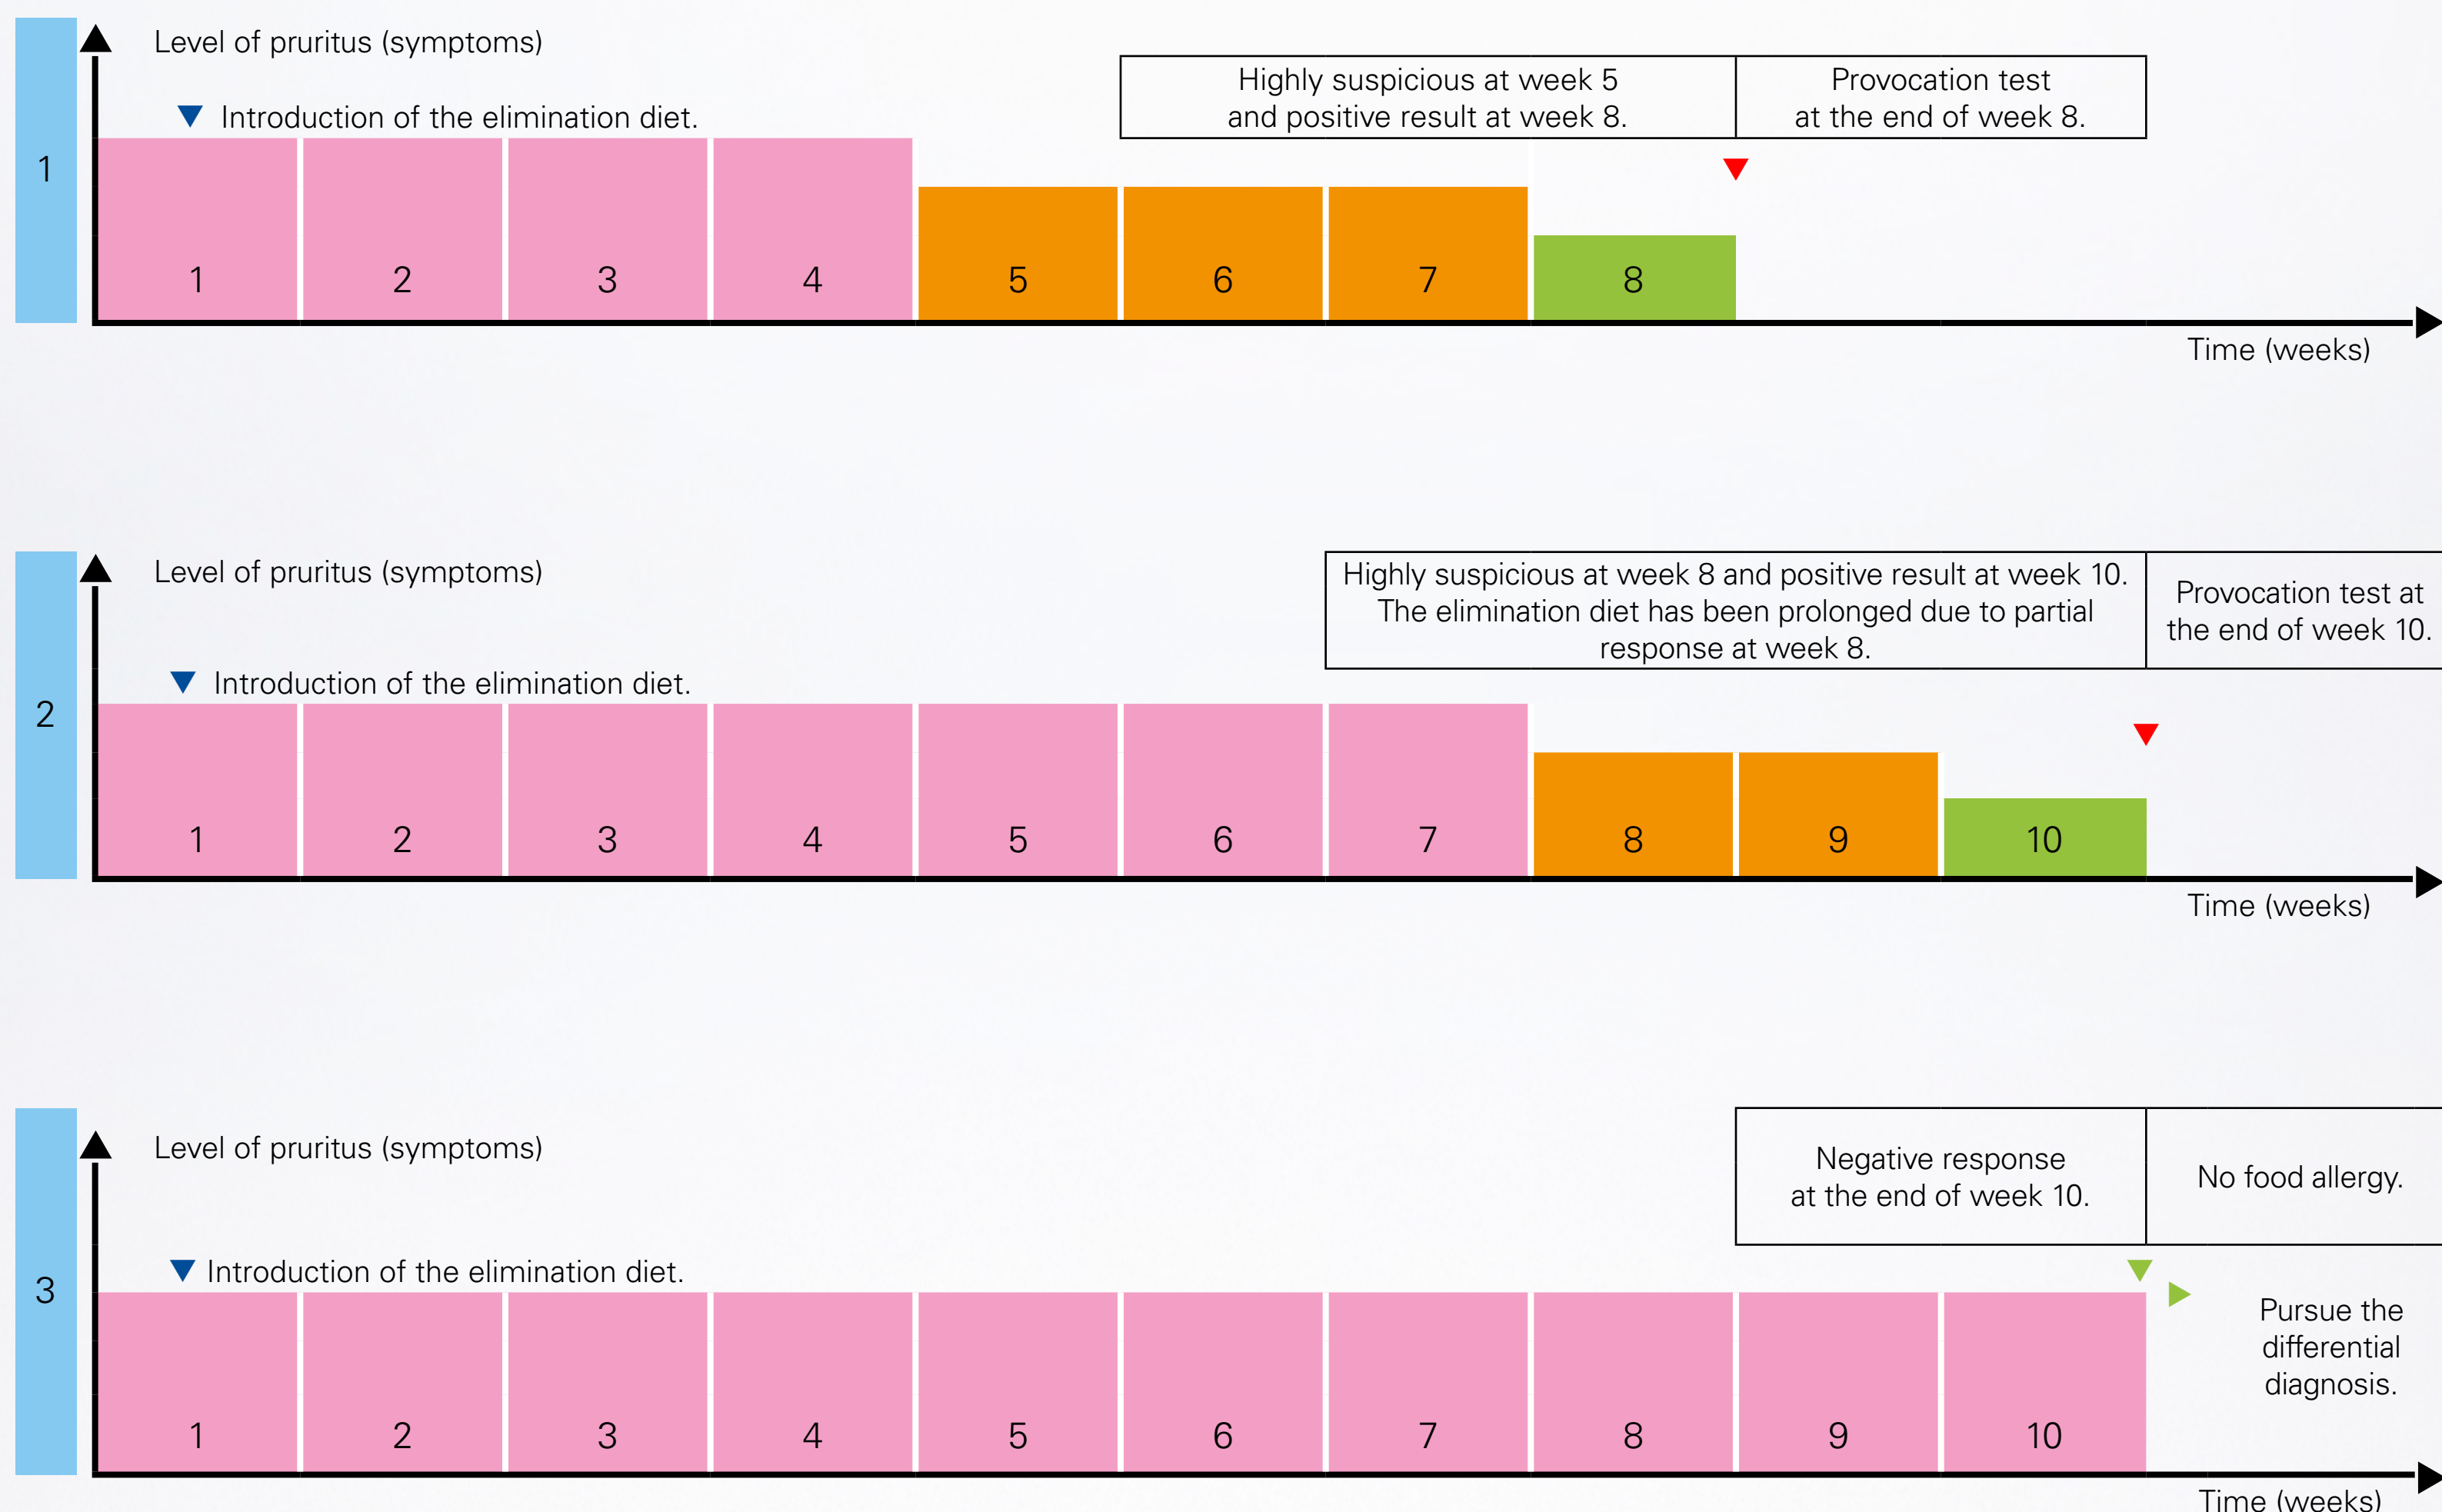 Level of pruritus (symptoms)
Highly suspicious at week 5
and positive result at week 8.
Provocation test
at the end of week 8.
Introduction of the elimination diet.
1
1
2
3
4
5
6
7
8
Time (weeks)
Level of pruritus (symptoms)
Highly suspicious at week 8 and positive result at week 10.
The elimination diet has been prolonged due to partial
response at week 8.
Provocation test at
the end of week 10.
Introduction of the elimination diet.
2
1
2
3
4
5
6
7
8
9
10
Time (weeks)
Level of pruritus (symptoms)
Negative response
at the end of week 10.
No food allergy.
Introduction of the elimination diet.
3
Pursue the
differential
diagnosis.
1
2
3
4
5
6
7
8
9
10
Time (weeks)